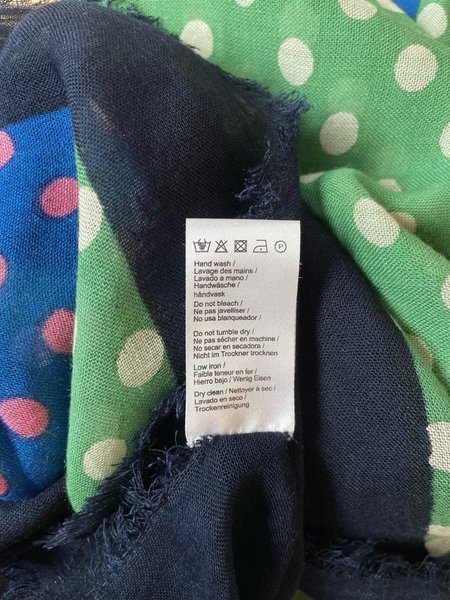 P
Hand wash /
Lavage des mains /
Lavado a mano /
Handwäsche /
håndvask
Do not bleach /
Ne pas javelliser /
No usa blanqueador /
Do not tumble dry /
Ne pas sécher en machine /
No secar en secadora /
Nicht im Trockner trocknen
Low iron /
Faible teneur en fer /
Hierro bajo / Wenig Eisen
Dry clean / Nettoyer à sec /
Lavado en seco /
Trockenreinigung